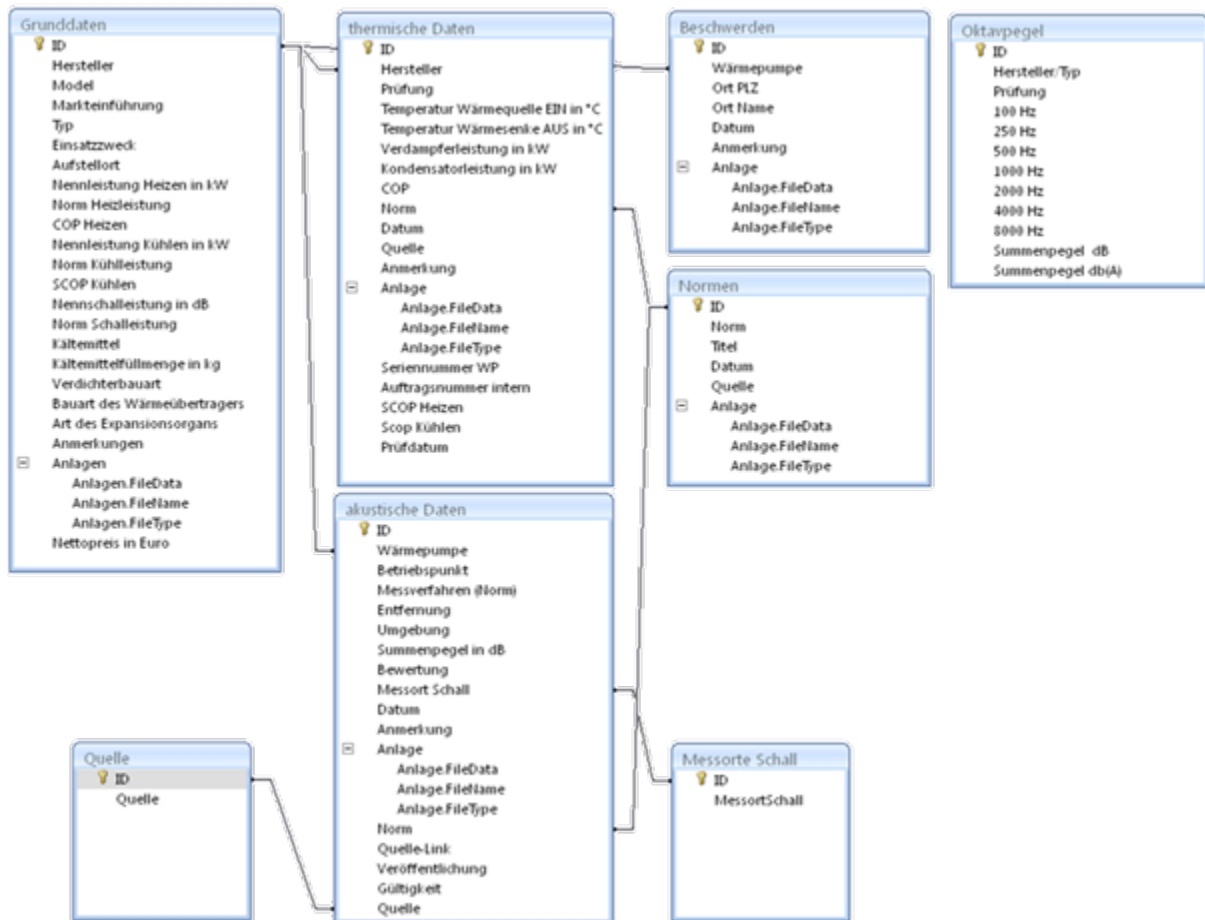 Grunddaten
ID
Hersteller
Model
Markteinführung
Typ
Einsatzzweck
Aufstellort
Nennleistung Heizen in kW
Norm Heizleistung
COP Heizen
Nennleistung Kühlen in kW
Norm Kühlleistung
SCOP Kühlen
Nennschalleistung in dB
Norm Schalleistung
Kältemittel
Kältemittelfüllmenge in kg
Verdichterbauart
Bauart des Wärmeübertragers
Art des Expansionsorgans
Anmerkungen
Anlagen
Anlagen.FileData
Anlagen.FileName
Anlagen.FileType
Nettopreis in Euro
thermische Daten
ID
Hersteller
Prüfung
Temperatur Wärmequelle EIN in °C
Temperatur Wärmesenke AUS in °C
Verdampferleistung in kW
Kondensatorleistung in kW
COP
Norm
Datum
Quelle
Anmerkung
Anlage
Anlage.FileData
Anlage.FileName
Anlage.FileType
Seriennummer WP
Auftragsnummer intern
SCOP Heizen
Scop Kühlen
Prüfdatum
Beschwerden
ID
Wärmepumpe
Ort PLZ
Ort Name
Datum
Anmerkung
Anlage
Anlage.FileData
Anlage.FileName
Anlage.FileType
Oktavpegel
ID
Hersteller/Typ
Prüfung
100 Hz
250 Hz
500 Hz
1000 Hz
2000 Hz
4000 Hz
8000 Hz
Summenpegel dB
Summenpegel db(A)
Normen
ID
Norm
Titel
Datum
Quelle
Anlage
Anlage.FileData
Anlage.FileName
Anlage.FileType
akustische Daten
ID
Wärmepumpe
Betriebspunkt
Messverfahren (Norm)
Entfernung
Umgebung
Summenpegel in dB
Bewertung
Messort Schall
Datum
Anmerkung
Anlage
Anlage.FileData
Anlage.FileName
Anlage.FileType
Norm
Quelle-Link
Veröffentlichung
Gültigkeit
Quelle
Quelle
ID
Quelle
Messorte Schall
ID
MessortSchall